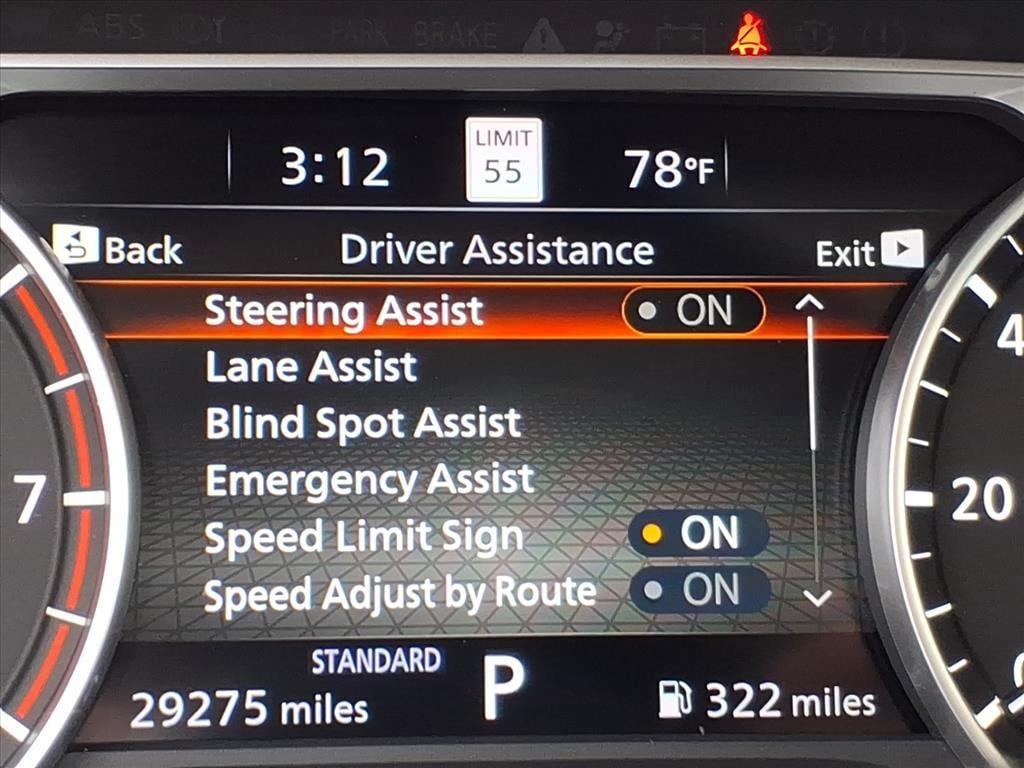 ABS
PARK BRAKE
3:12
LIMIT
55
78°F
Back Driver Assistance Exit
Steering Assist ON
Lane Assist
Blind Spot Assist
Emergency Assist
Speed Limit Sign ON
Speed Adjust by Route ON
7
4
20
0
STANDARD
P
29275 miles
322 miles